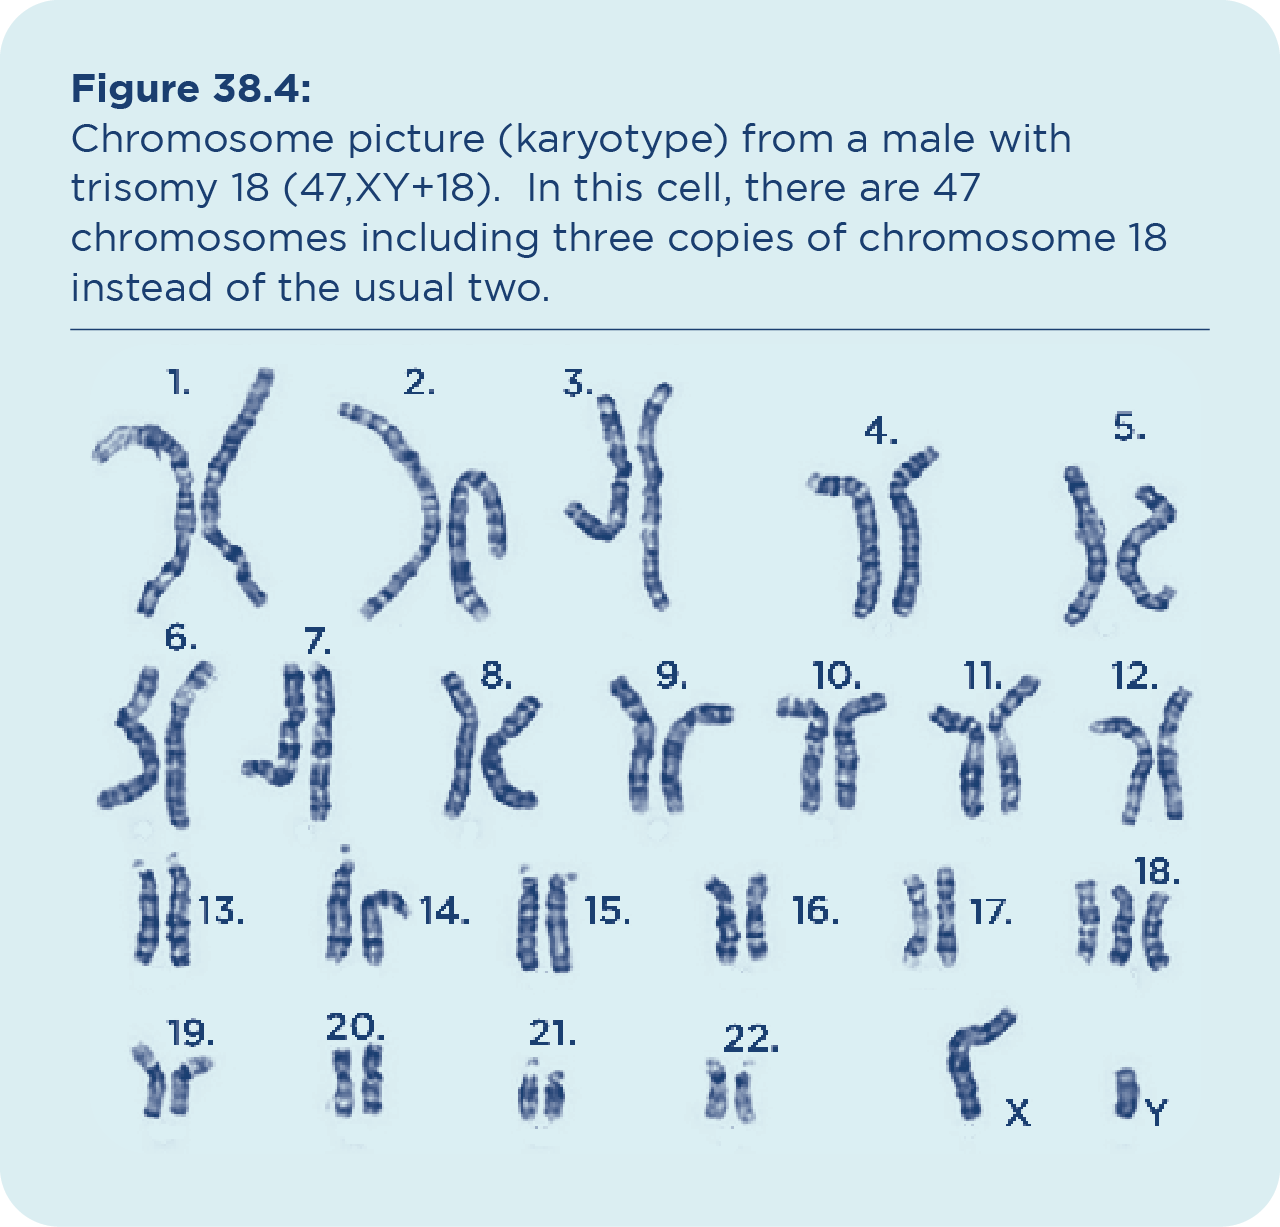 Figure 38.4:
Chromosome picture (karyotype) from a male with
trisomy 18 (47,XY+18).  In this cell, there are 47
chromosomes including three copies of chromosome 18
instead of the usual two.
1. 2. 3. 4. 5.
6. 7. 8. 9. 10. 11. 12.
13. 14. 15. 16. 17. 18.
19. 20. 21. 22. X Y